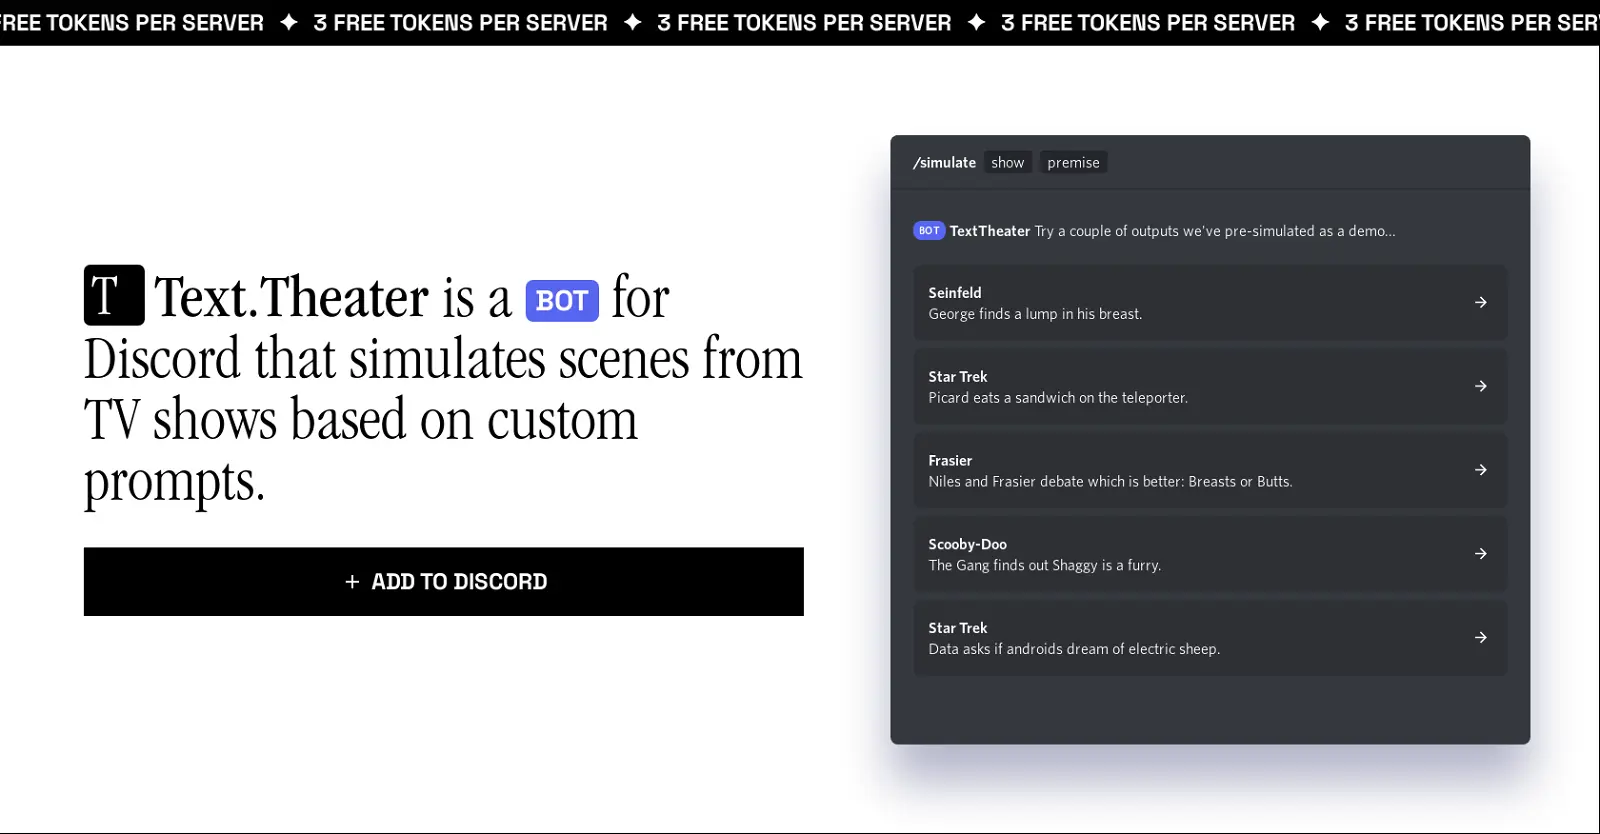 FREE TOKENS PER SERVER ✦ 3 FREE TOKENS PER SERVER ✦ 3 FREE TOKENS PER SERVER ✦ 3 FREE TOKENS PER SERVER ✦ 3 FREE TOKENS PER SER
T Text.Theater is a BOT for
Discord that simulates scenes from
TV shows based on custom
prompts.
+ ADD TO DISCORD
/simulate show premise
BOT TextTheater Try a couple of outputs we've pre-simulated as a demo...
Seinfeld
George finds a lump in his breast.
Star Trek
Picard eats a sandwich on the teleporter.
Frasier
Niles and Frasier debate which is better: Breasts or Butts.
Scooby-Doo
The Gang finds out Shaggy is a furry.
Star Trek
Data asks if androids dream of electric sheep.